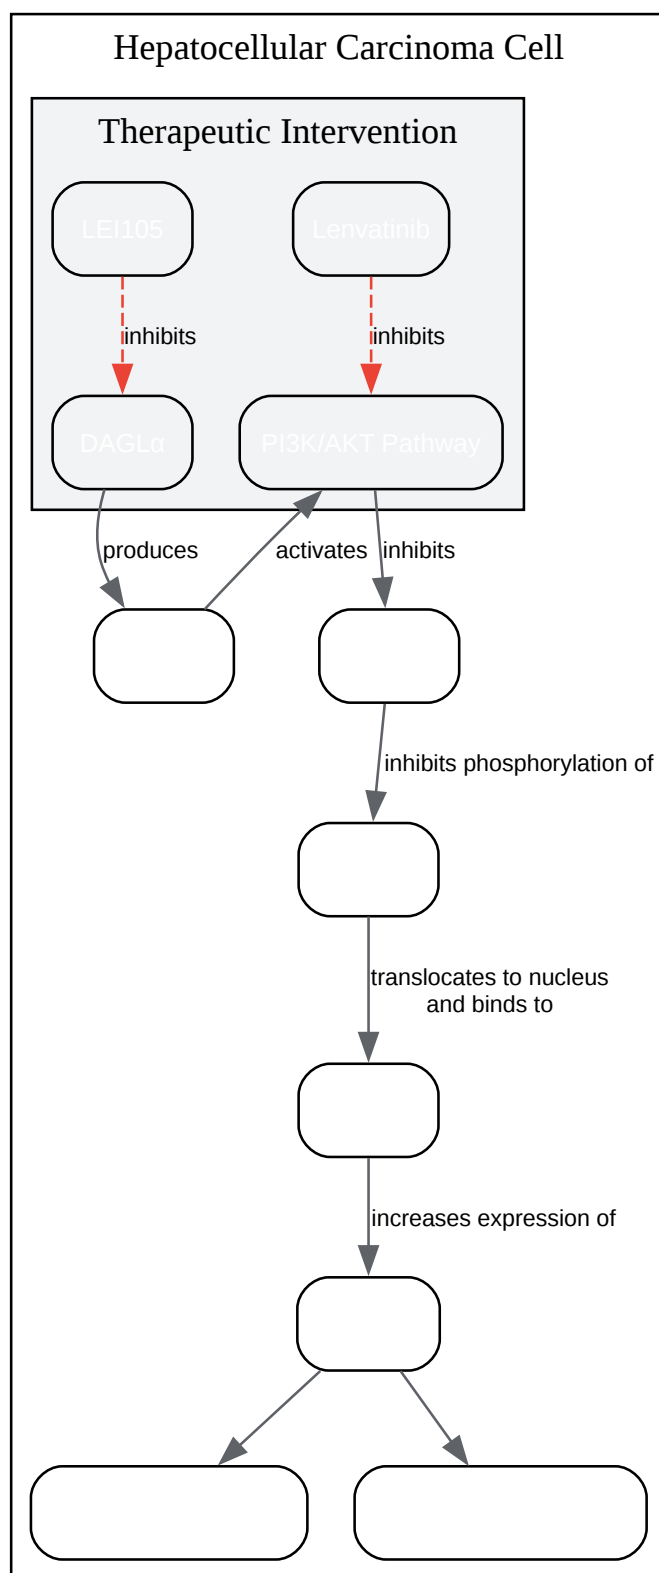 Hepatocellular Carcinoma Cell
Therapeutic Intervention
LEI105
Lenvatinib
inhibits
inhibits
DAGLα
PI3K/AKT Pathway
produces
activates
inhibits
inhibits phosphorylation of
translocates to nucleus
and binds to
increases expression of